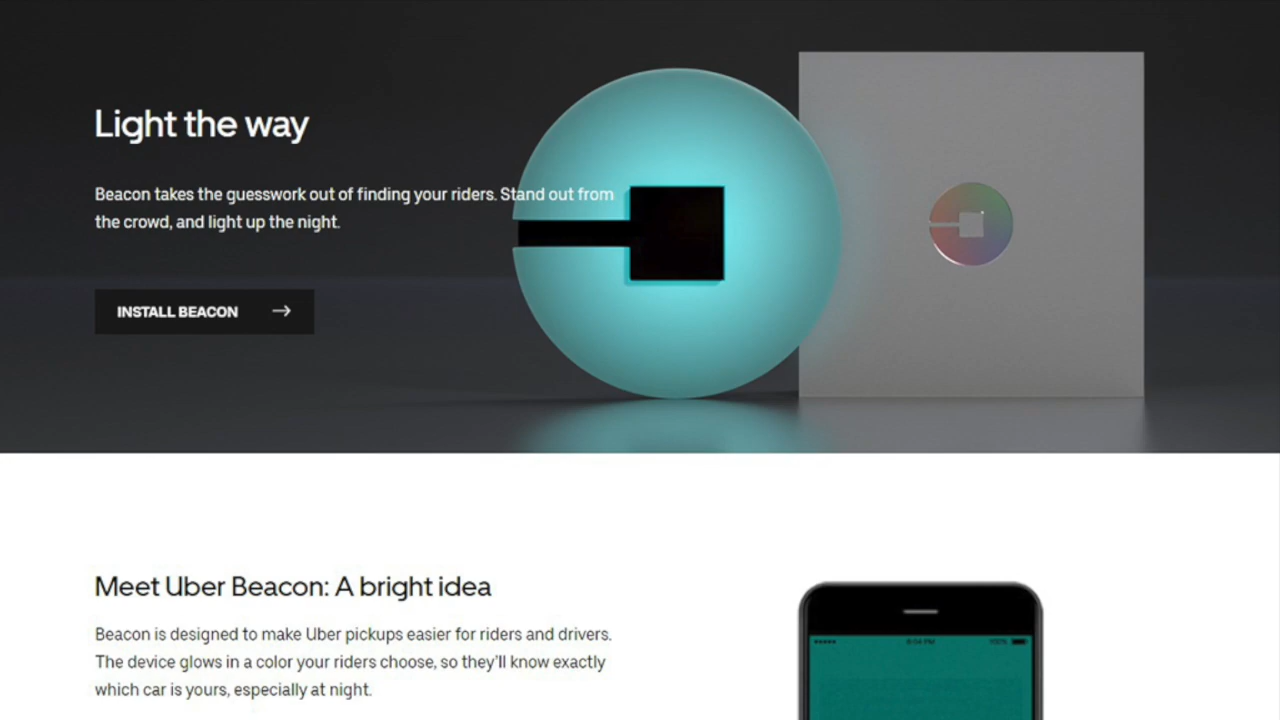 Light the way
Beacon takes the guesswork out of finding your riders. Stand out from
the crowd, and light up the night.
INSTALL BEACON →
Meet Uber Beacon: A bright idea
Beacon is designed to make Uber pickups easier for riders and drivers.
The device glows in a color your riders choose, so they'll know exactly
which car is yours, especially at night.